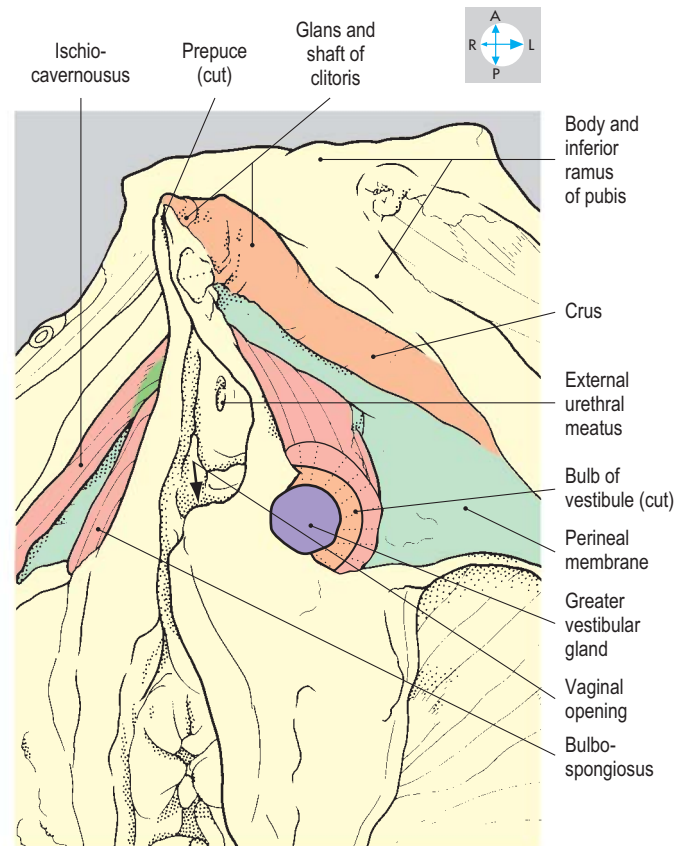 Ischio-
cavernousus
Prepuce
(cut)
Glans and
shaft of
clitoris
A
R
L
P
Body and
inferior
ramus
of pubis
Crus
External
urethral
meatus
Bulb of
vestibule (cut)
Perineal
membrane
Greater
vestibular
gland
Vaginal
opening
Bulbo-
spongiosus